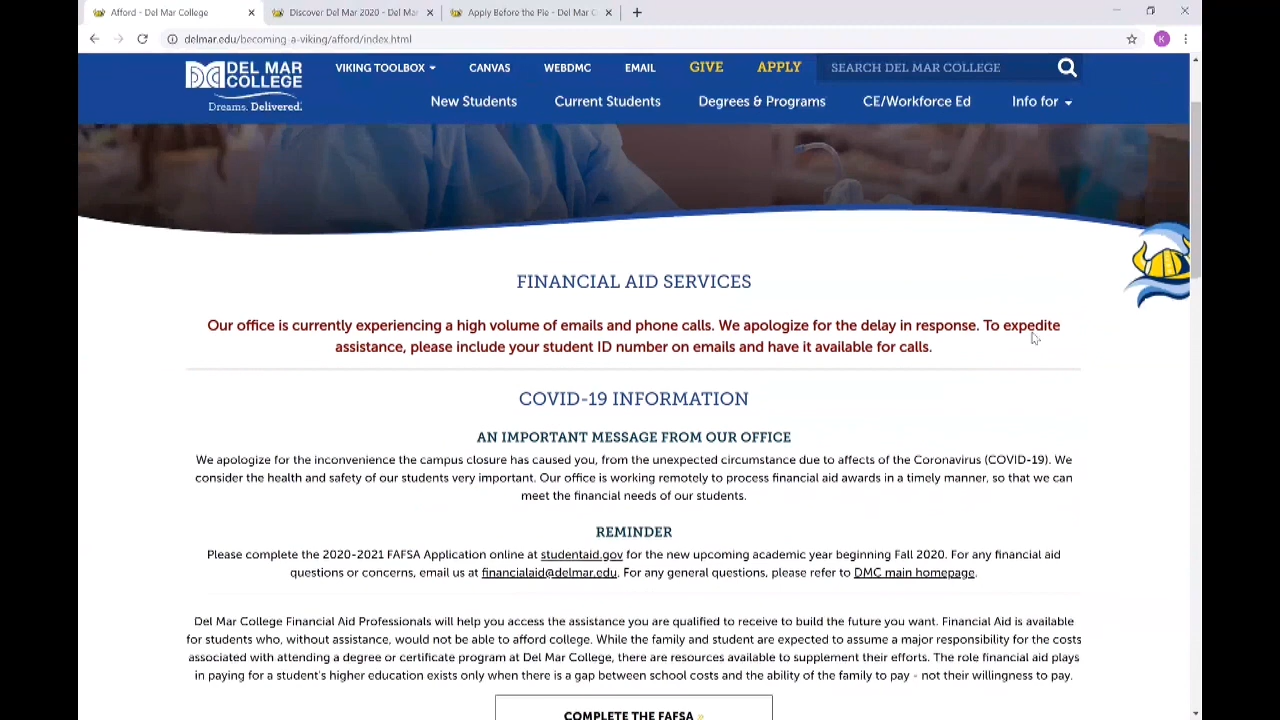 Afford - Del Mar College
Discover Del Mar 2020 - Del Mar
Apply Before the Pie - Del Mar C
delmar.edu/becoming-a-viking/afford/index.html
K
DEL MAR
COLLEGE
Dreams. Delivered.
VIKING TOOLBOX
CANVAS
WEBDMC
EMAIL
GIVE
APPLY
SEARCH DEL MAR COLLEGE
New Students
Current Students
Degrees & Programs
CE/Workforce Ed
Info for
FINANCIAL AID SERVICES
Our office is currently experiencing a high volume of emails and phone calls. We apologize for the delay in response. To expedite
assistance, please include your student ID number on emails and have it available for calls.
COVID-19 INFORMATION
AN IMPORTANT MESSAGE FROM OUR OFFICE
We apologize for the inconvenience the campus closure has caused you, from the unexpected circumstance due to affects of the Coronavirus (COVID-19). We
consider the health and safety of our students very important. Our office is working remotely to process financial aid awards in a timely manner, so that we can
meet the financial needs of our students.
REMINDER
Please complete the 2020-2021 FAFSA Application online at studentaid.gov for the new upcoming academic year beginning Fall 2020. For any financial aid
questions or concerns, email us at financialaid@delmar.edu. For any general questions, please refer to DMC main homepage.
Del Mar College Financial Aid Professionals will help you access the assistance you are qualified to receive to build the future you want. Financial Aid is available
for students who, without assistance, would not be able to afford college. While the family and student are expected to assume a major responsibility for the costs
associated with attending a degree or certificate program at Del Mar College, there are resources available to supplement their efforts. The role financial aid plays
in paying for a student's higher education exists only when there is a gap between school costs and the ability of the family to pay - not their willingness to pay.
COMPLETE THE FAFSA »